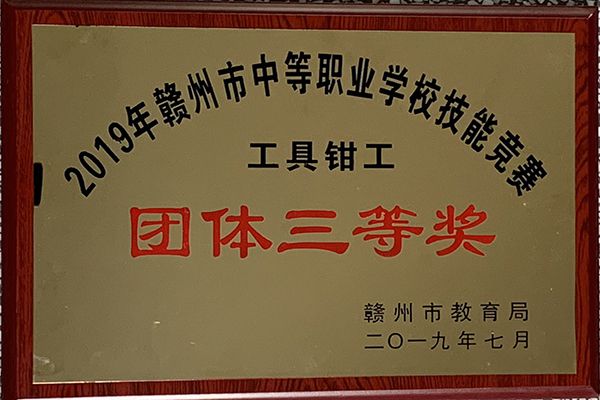 2019年赣州市中等职业学校技能竞赛
工具钳工
团体三等奖
赣州市教育局
二〇一九年七月